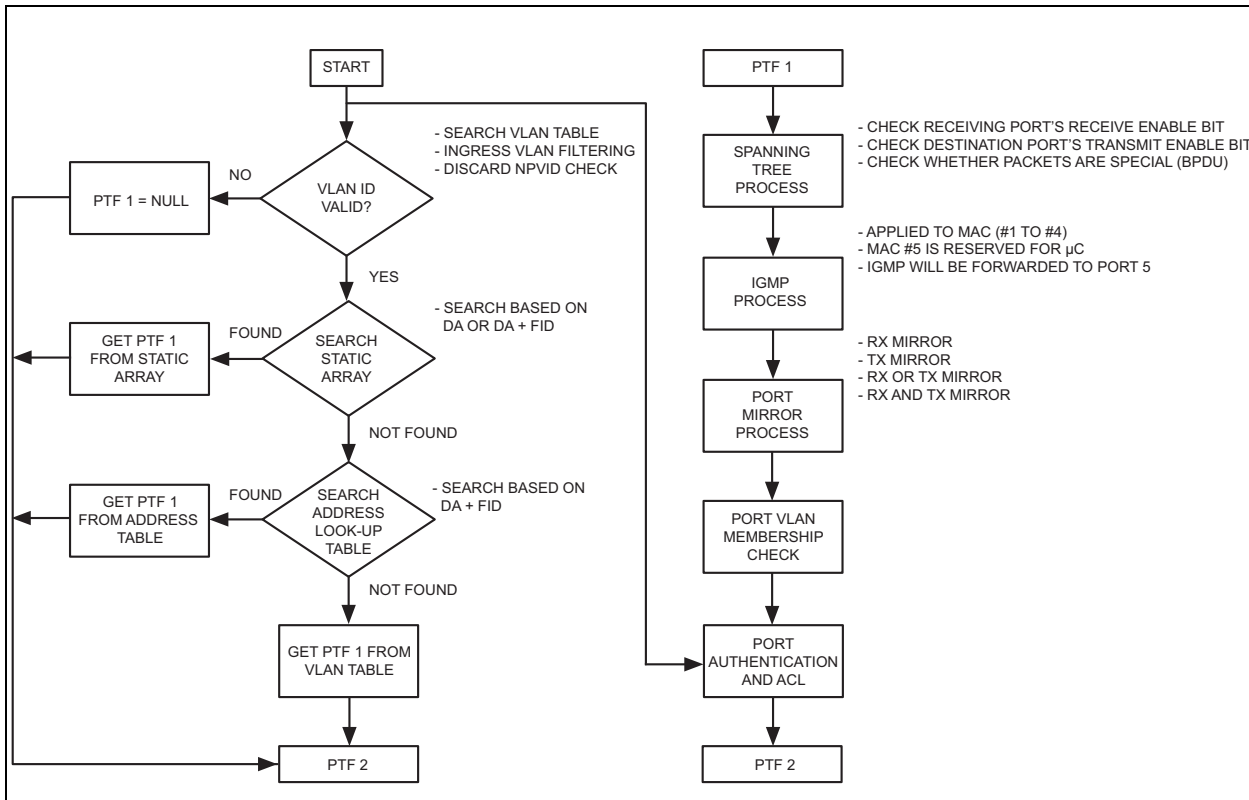 START
- SEARCH VLAN TABLE
- INGRESS VLAN FILTERING
- DISCARD NPVID CHECK
VLAN ID
VALID?
NO
PTF 1 = NULL
YES
- SEARCH BASED ON
DA OR DA + FID
SEARCH
STATIC
ARRAY
FOUND
GET PTF 1
FROM STATIC
ARRAY
NOT FOUND
- SEARCH BASED ON
DA + FID
SEARCH
ADDRESS
LOOK-UP
TABLE
FOUND
GET PTF 1
FROM ADDRESS
TABLE
NOT FOUND
GET PTF 1 FROM
VLAN TABLE
PTF 2
PTF 1
SPANNING
TREE
PROCESS
- CHECK RECEIVING PORT'S RECEIVE ENABLE BIT
- CHECK DESTINATION PORT'S TRANSMIT ENABLE BIT
- CHECK WHETHER PACKETS ARE SPECIAL (BPDU)
IGMP
PROCESS
- APPLIED TO MAC (#1 TO #4)
- MAC #5 IS RESERVED FOR µC
- IGMP WILL BE FORWARDED TO PORT 5
PORT
MIRROR
PROCESS
- RX MIRROR
- TX MIRROR
- RX OR TX MIRROR
- RX AND TX MIRROR
PORT VLAN
MEMBERSHIP
CHECK
PORT
AUTHENTICATION
AND ACL
PTF 2